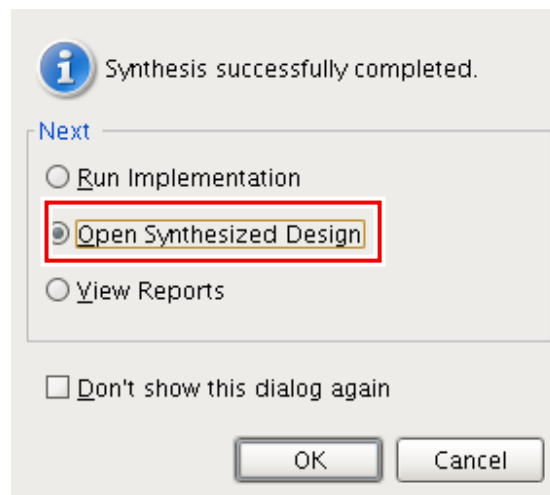 Synthesis successfully completed.
Next
Run Implementation
Open Synthesized Design
View Reports
Don't show this dialog again
OK
Cancel